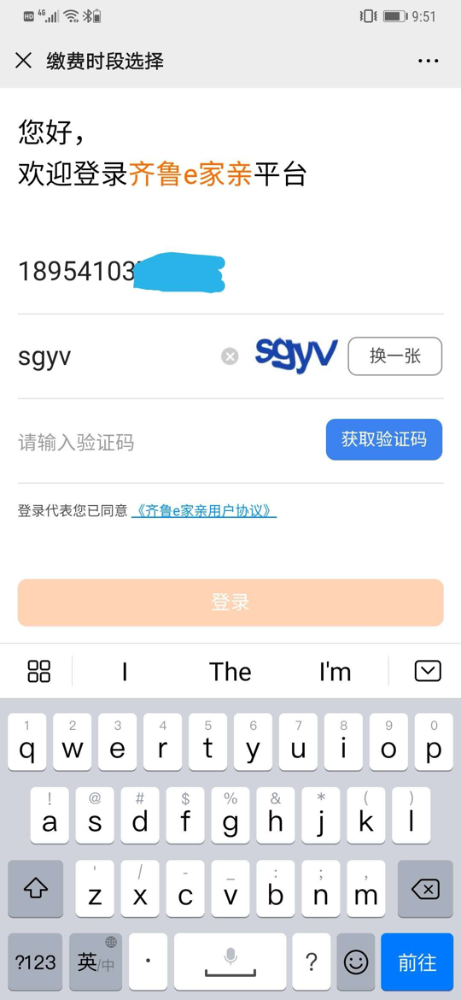 HD 4G 9:51
缴费时段选择
您好，
欢迎登录齐鲁e家亲平台
18954103
sgyv sgyv 换一张
请输入验证码 获取验证码
登录代表您已同意《齐鲁e家亲用户协议》
登录
I The I'm
1 2 3 4 5 6 7 8 9 0
q w e r t y u i o p
! @ # $ % & * ( )
a s d f g h j k l
' / - _ : ; ,
z x c v b n m
?123 英/中 · ? 前往